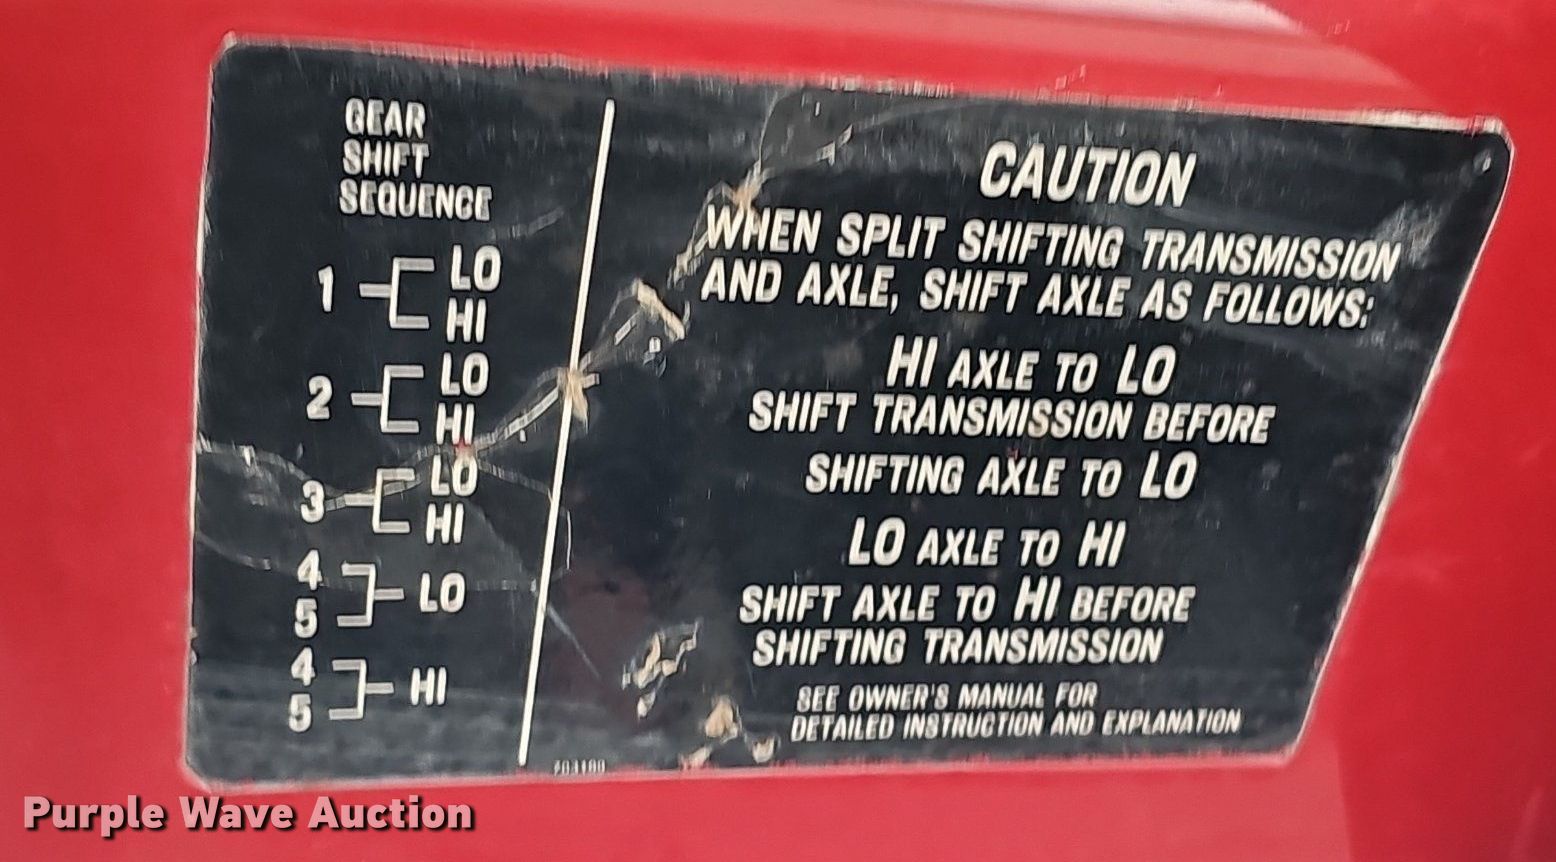 GEAR
SHIFT
SEQUENCE
1 LO
HI
2 LO
HI
3 LO
HI
4
5 LO
4
5 HI
CAUTION
WHEN SPLIT SHIFTING TRANSMISSION
AND AXLE, SHIFT AXLE AS FOLLOWS:
HI AXLE TO LO
SHIFT TRANSMISSION BEFORE
SHIFTING AXLE TO LO
LO AXLE TO HI
SHIFT AXLE TO HI BEFORE
SHIFTING TRANSMISSION
SEE OWNER'S MANUAL FOR
DETAILED INSTRUCTION AND EXPLANATION
Purple Wave Auction